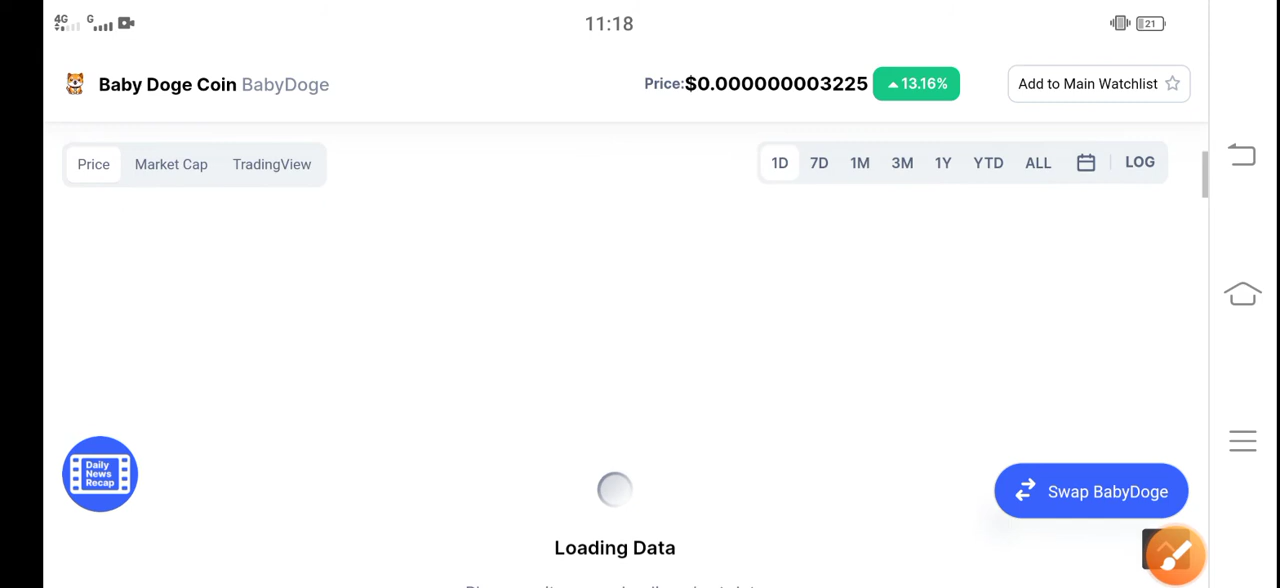 4G G 11:18 21
Baby Doge Coin BabyDoge Price:$0.000000003225 13.16% Add to Main Watchlist
Price Market Cap TradingView 1D 7D 1M 3M 1Y YTD ALL LOG
Daily
News
Recap
Swap BabyDoge
Loading Data